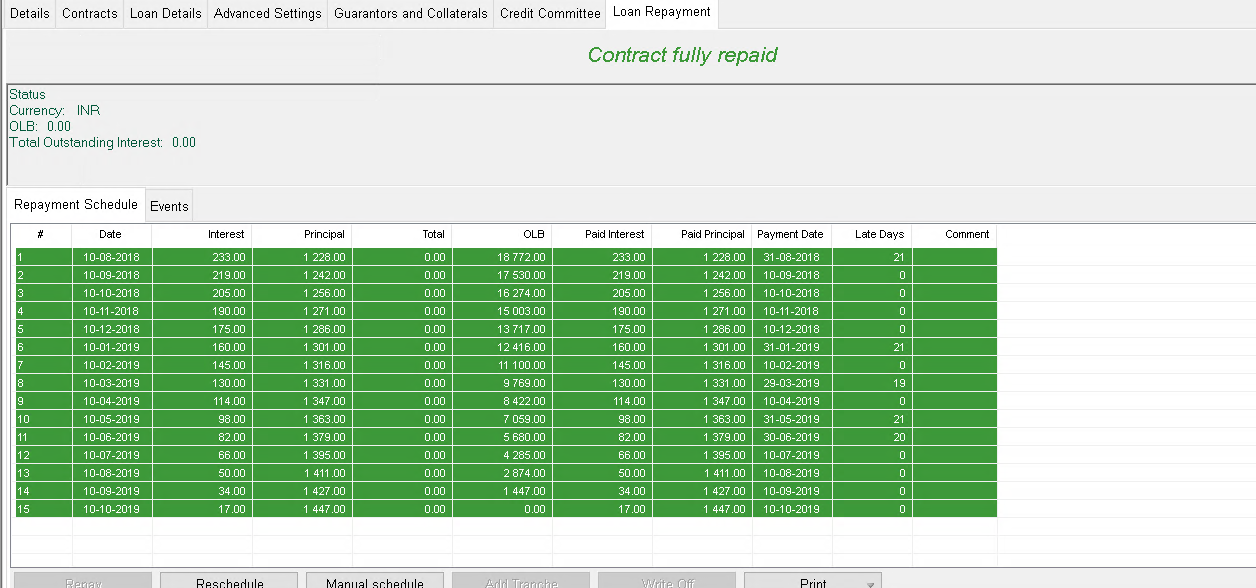 Details Contracts Loan Details Advanced Settings Guarantors and Collaterals Credit Committee Loan Repayment
Contract fully repaid
Status
Currency: INR
OLB: 0.00
Total Outstanding Interest: 0.00
Repayment Schedule Events
# Date Interest Principal Total OLB Paid Interest Paid Principal Payment Date Late Days Comment
1 10-08-2018 233.00 1 228.00 0.00 18 772.00 233.00 1 228.00 31-08-2018 21
2 10-09-2018 219.00 1 242.00 0.00 17 530.00 219.00 1 242.00 10-09-2018 0
3 10-10-2018 205.00 1 256.00 0.00 16 274.00 205.00 1 256.00 10-10-2018 0
4 10-11-2018 190.00 1 271.00 0.00 15 003.00 190.00 1 271.00 10-11-2018 0
5 10-12-2018 175.00 1 286.00 0.00 13 717.00 175.00 1 286.00 10-12-2018 0
6 10-01-2019 160.00 1 301.00 0.00 12 416.00 160.00 1 301.00 31-01-2019 21
7 10-02-2019 145.00 1 316.00 0.00 11 100.00 145.00 1 316.00 10-02-2019 0
8 10-03-2019 130.00 1 331.00 0.00 9 769.00 130.00 1 331.00 29-03-2019 19
9 10-04-2019 114.00 1 347.00 0.00 8 422.00 114.00 1 347.00 10-04-2019 0
10 10-05-2019 98.00 1 363.00 0.00 7 059.00 98.00 1 363.00 31-05-2019 21
11 10-06-2019 82.00 1 379.00 0.00 5 680.00 82.00 1 379.00 30-06-2019 20
12 10-07-2019 66.00 1 395.00 0.00 4 285.00 66.00 1 395.00 10-07-2019 0
13 10-08-2019 50.00 1 411.00 0.00 2 874.00 50.00 1 411.00 10-08-2019 0
14 10-09-2019 34.00 1 427.00 0.00 1 447.00 34.00 1 427.00 10-09-2019 0
15 10-10-2019 17.00 1 447.00 0.00 0.00 17.00 1 447.00 10-10-2019 0
Repay Reschedule Manual schedule Add Tranche Write Off Print